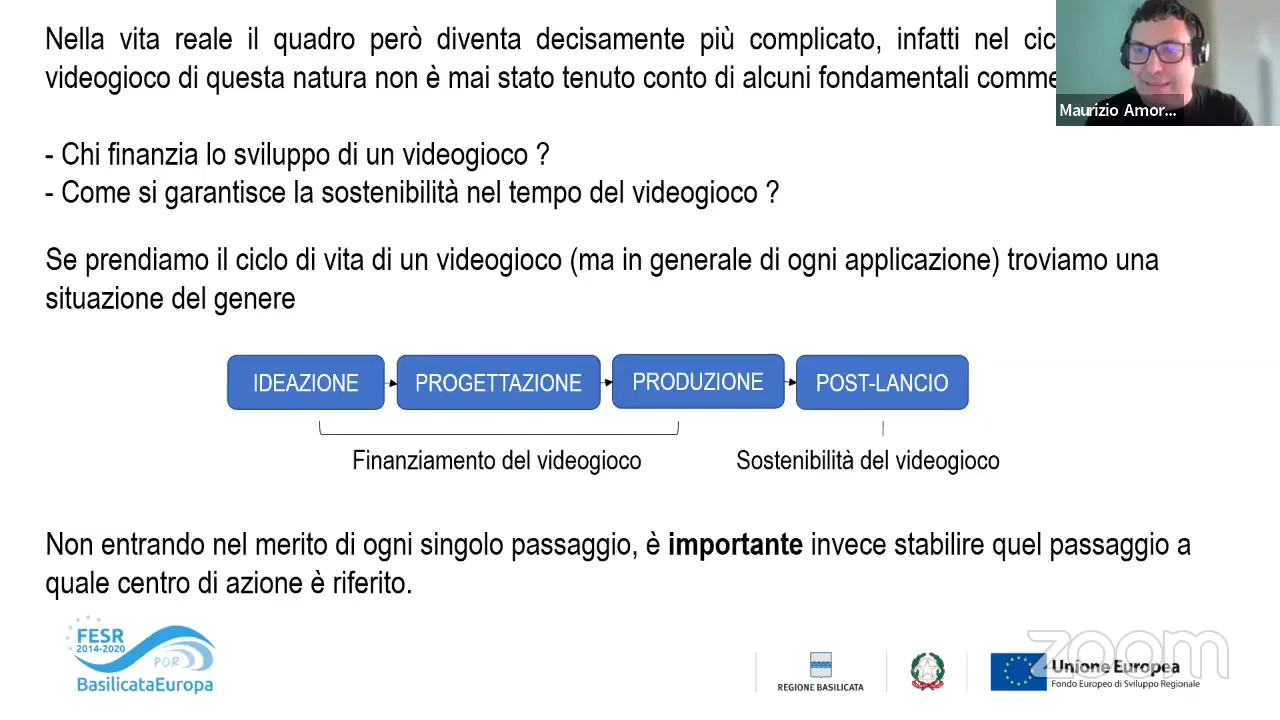 Nella vita reale il quadro però diventa decisamente più complicato, infatti nel
videogioco di questa natura non è mai stato tenuto conto di alcuni fondamentali
Maurizio Amor...
- Chi finanzia lo sviluppo di un videogioco ?
- Come si garantisce la sostenibilità nel tempo del videogioco ?
Se prendiamo il ciclo di vita di un videogioco (ma in generale di ogni applicazione) troviamo una
situazione del genere
IDEAZIONE
PROGETTAZIONE
PRODUZIONE
POST-LANCIO
Finanziamento del videogioco
Sostenibilità del videogioco
Non entrando nel merito di ogni singolo passaggio, è importante invece stabilire quel passaggio a
quale centro di azione è riferito.
FESR
2014-2020
POR
BasilicataEuropa
REGIONE BASILICATA
Unione Europea
Fondo Europeo di Sviluppo Regionale
zoom